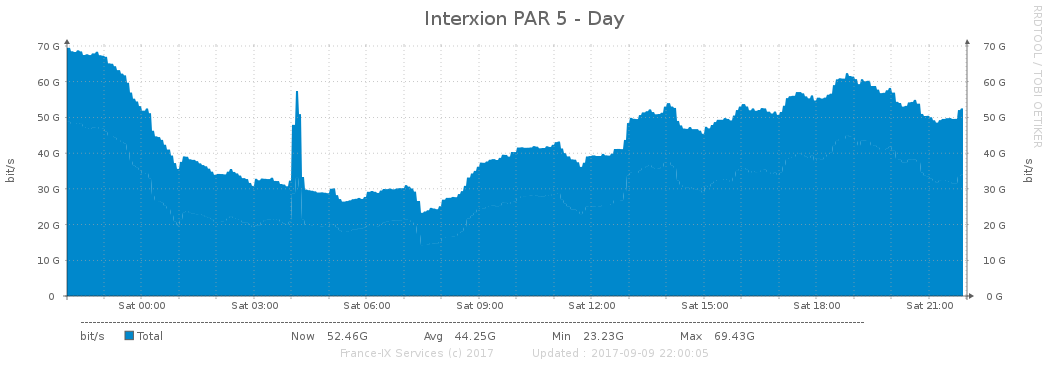 Interxion PAR 5 - Day
RRDTOOL / TOBI OETIKER
70 G 70 G
60 G 60 G
50 G 50 G
40 G 40 G
30 G 30 G
20 G 20 G
10 G 10 G
0 0 G
bit/s
bit/s
Sat 00:00 Sat 03:00 Sat 06:00 Sat 09:00 Sat 12:00 Sat 15:00 Sat 18:00 Sat 21:00
bit/s Total Now 52.46G Avg 44.25G Min 23.23G Max 69.43G
France-IX Services (c) 2017 Updated : 2017-09-09 22:00:05